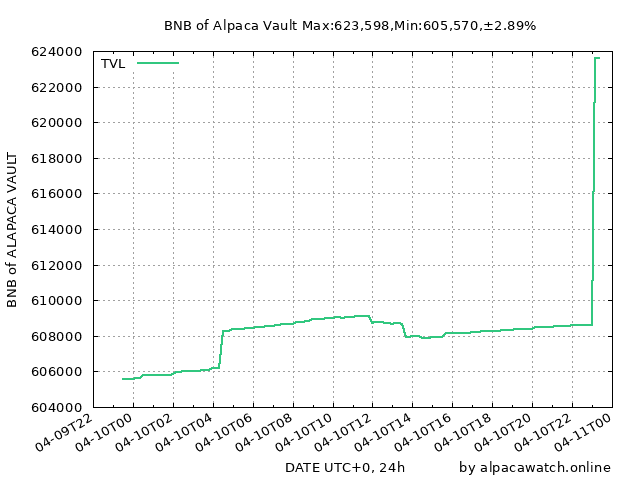 BNB of Alpaca Vault Max:623,598,Min:605,570,±2.89%
TVL
624000
622000
620000
618000
616000
614000
612000
610000
608000
606000
604000
BNB of ALAPACA VAULT
04-09T22
04-10T00
04-10T02
04-10T04
04-10T06
04-10T08
04-10T10
04-10T12
04-10T14
04-10T16
04-10T18
04-10T20
04-10T22
04-11T00
DATE UTC+0, 24h
by alpacawatch.online